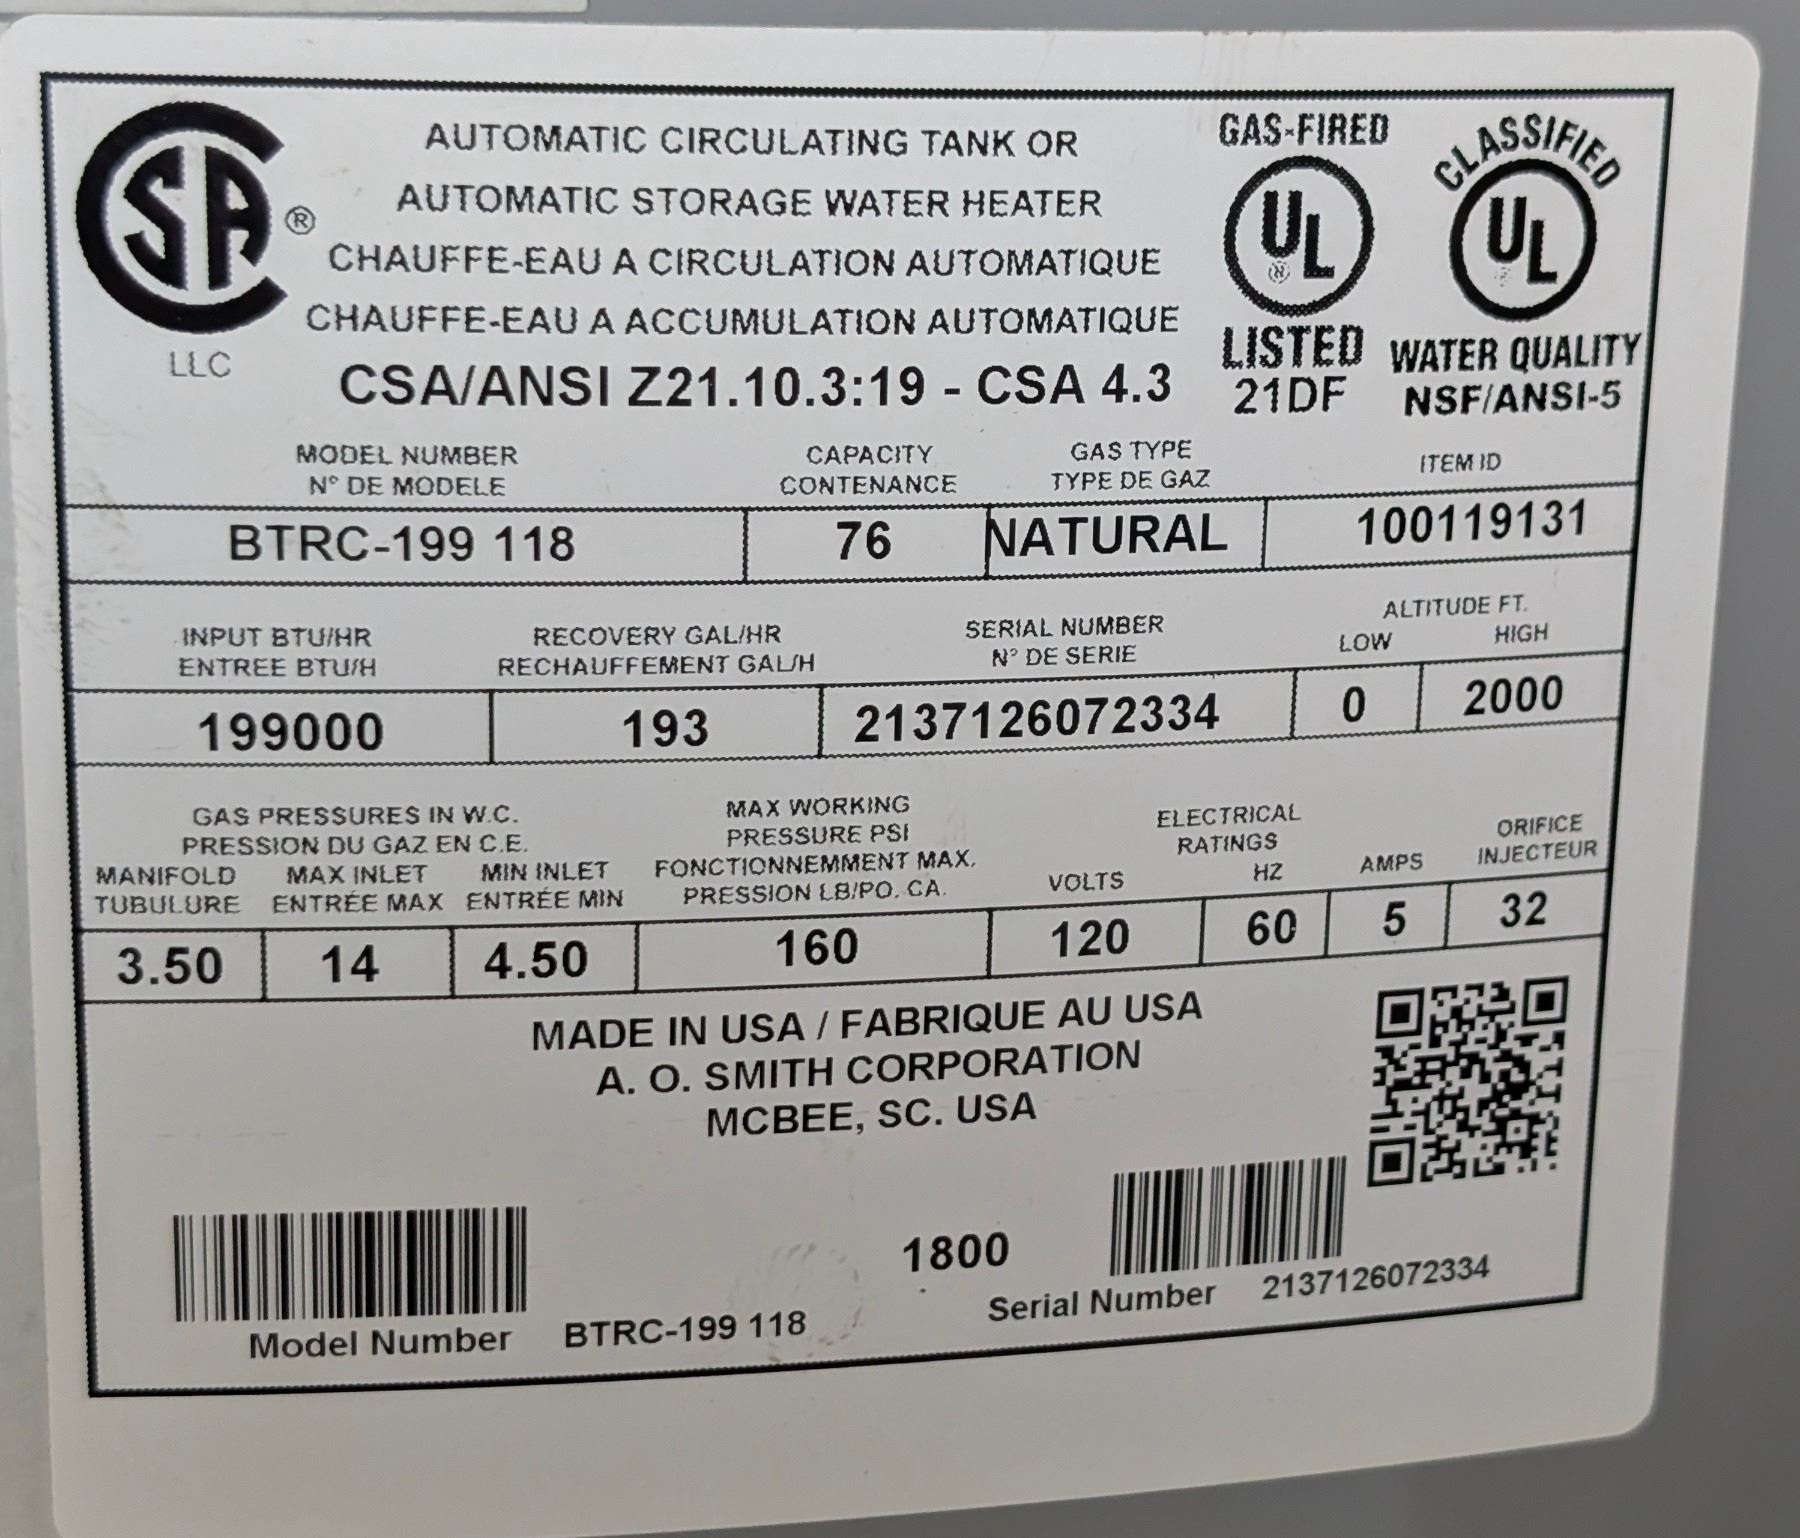 CSA ®
LLC
AUTOMATIC CIRCULATING TANK OR
AUTOMATIC STORAGE WATER HEATER
CHAUFFE-EAU A CIRCULATION AUTOMATIQUE
CHAUFFE-EAU A ACCUMULATION AUTOMATIQUE
CSA/ANSI Z21.10.3:19 - CSA 4.3
GAS-FIRED
UL ®
LISTED
21DF
CLASSIFIED
UL ®
WATER QUALITY
NSF/ANSI-5
MODEL NUMBER CAPACITY GAS TYPE ITEM ID
N° DE MODELE CONTENANCE TYPE DE GAZ
BTRC-199 118 76 NATURAL 100119131
ALTITUDE FT.
INPUT BTU/HR RECOVERY GAL/HR SERIAL NUMBER LOW HIGH
ENTREE BTU/H RECHAUFFEMENT GAL/H N° DE SERIE
199000 193 2137126072334 0 2000
GAS PRESSURES IN W.C. MAX WORKING ELECTRICAL
PRESSION DU GAZ EN C.E. PRESSURE PSI RATINGS ORIFICE
MANIFOLD MAX INLET MIN INLET FONCTIONNEMMENT MAX. HZ AMPS INJECTEUR
TUBULURE ENTRÉE MAX ENTRÉE MIN PRESSION LB/PO. CA. VOLTS
3.50 14 4.50 160 120 60 5 32
MADE IN USA / FABRIQUE AU USA
A. O. SMITH CORPORATION
MCBEE, SC. USA
1800
Model Number BTRC-199 118
Serial Number 2137126072334